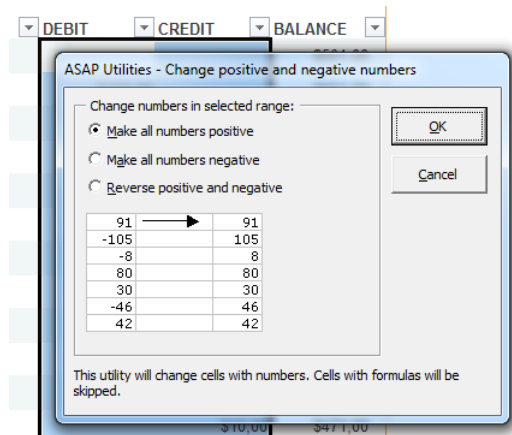 DEBIT CREDIT BALANCE
ASAP Utilities - Change positive and negative numbers
Change numbers in selected range:
Make all numbers positive
Make all numbers negative
Reverse positive and negative
OK
Cancel
91 91
-105 105
-8 8
80 80
30 30
-46 46
42 42
This utility will change cells with numbers. Cells with formulas will be
skipped.
$10,00 $471,00